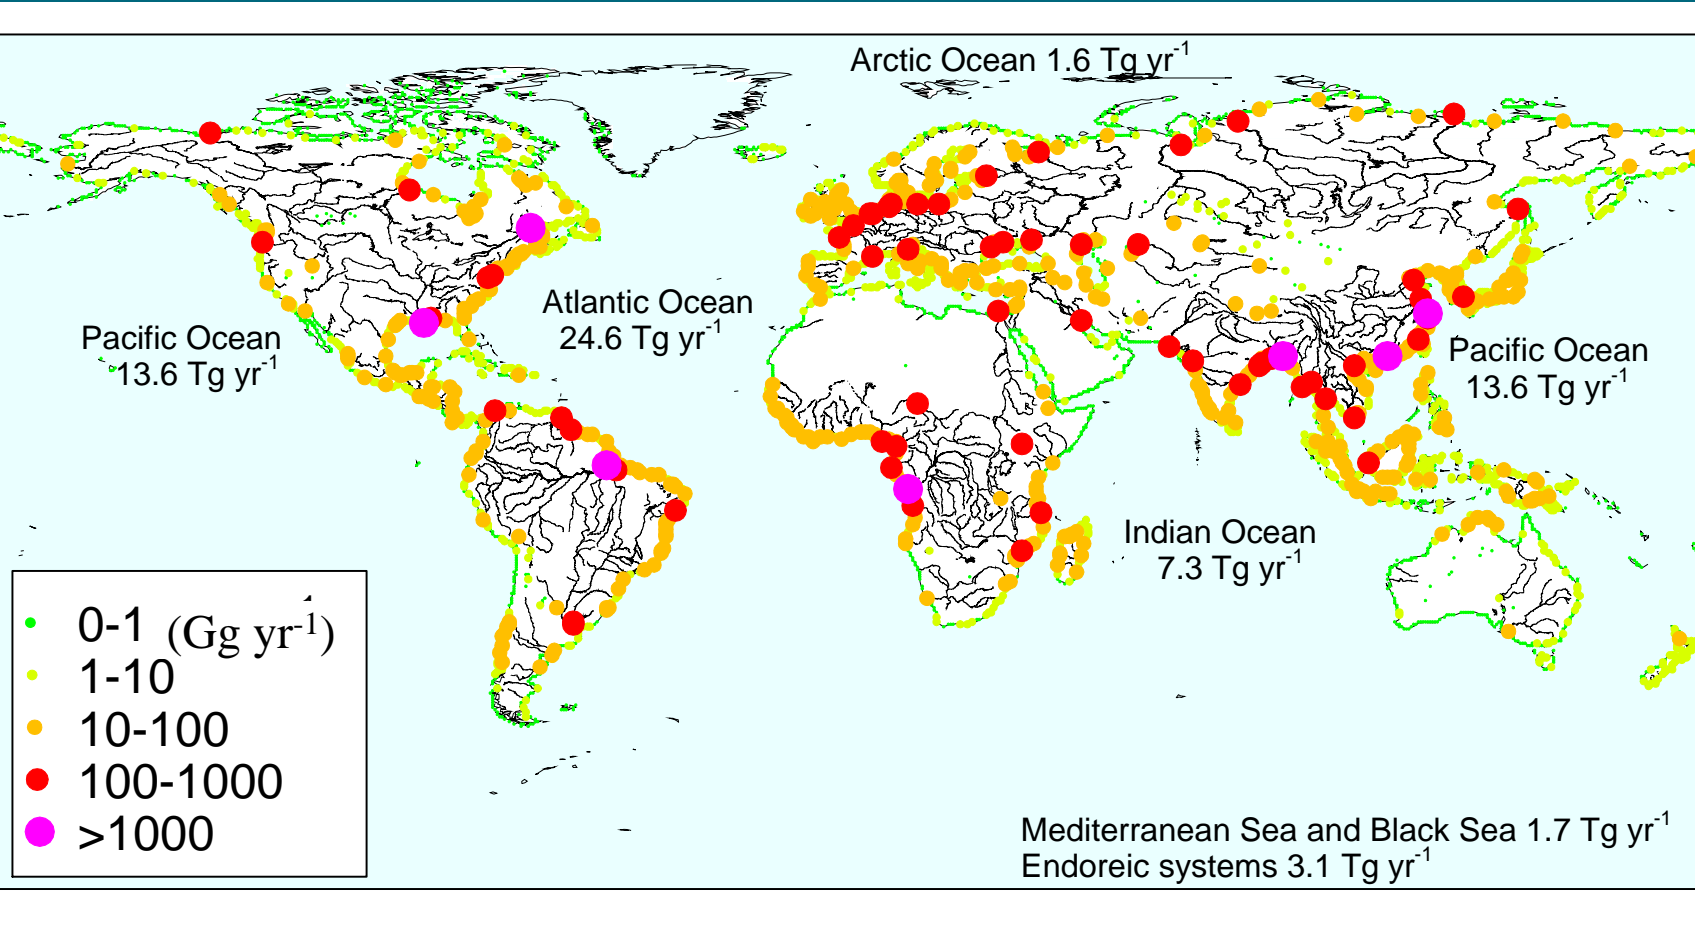 Arctic Ocean 1.6 Tg yr-1
Atlantic Ocean
24.6 Tg yr-1
Pacific Ocean
13.6 Tg yr-1
Pacific Ocean
13.6 Tg yr-1
Indian Ocean
7.3 Tg yr-1
0-1 (Gg yr-1)
1-10
10-100
100-1000
>1000
Mediterranean Sea and Black Sea 1.7 Tg yr-1
Endoreic systems 3.1 Tg yr-1